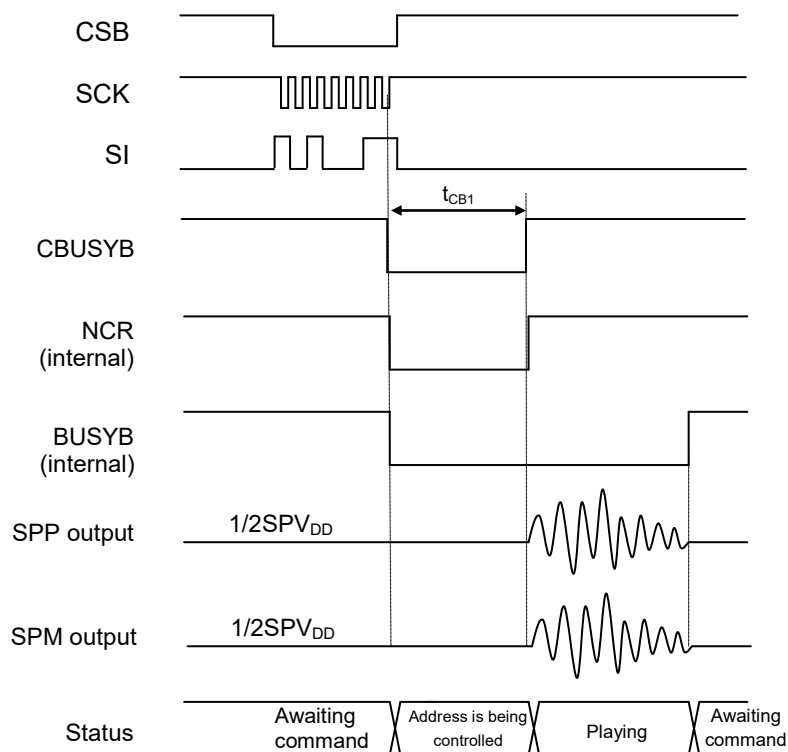 CSB
SCK
SI
tCB1
CBUSYB
NCR
(internal)
BUSYB
(internal)
SPP output
1/2SPVDD
SPM output
1/2SPVDD
Status
Awaiting
command
Address is being
controlled
Playing
Awaiting
command